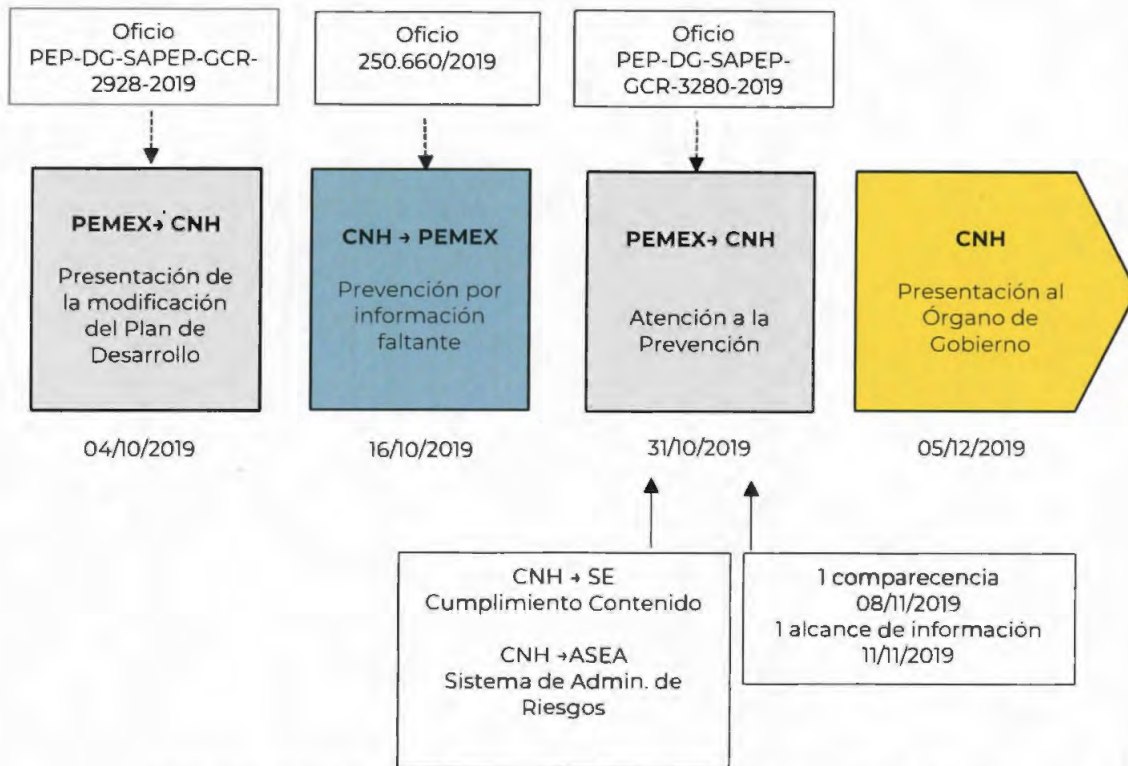 Oficio
PEP-DG-SAPEP-GCR-
2928-2019
Oficio
250.660/2019
Oficio
PEP-DG-SAPEP-
GCR-3280-2019
PEMEX→ CNH
Presentación de
la modificación
del Plan de
Desarrollo
CNH → PEMEX
Prevención por
información
faltante
PEMEX→ CNH
Atención a la
Prevención
CNH
Presentación al
Órgano de
Gobierno
04/10/2019
16/10/2019
31/10/2019
05/12/2019
CNH → SE
Cumplimiento Contenido
CNH →ASEA
Sistema de Admin. de
Riesgos
1 comparecencia
08/11/2019
1 alcance de información
11/11/2019